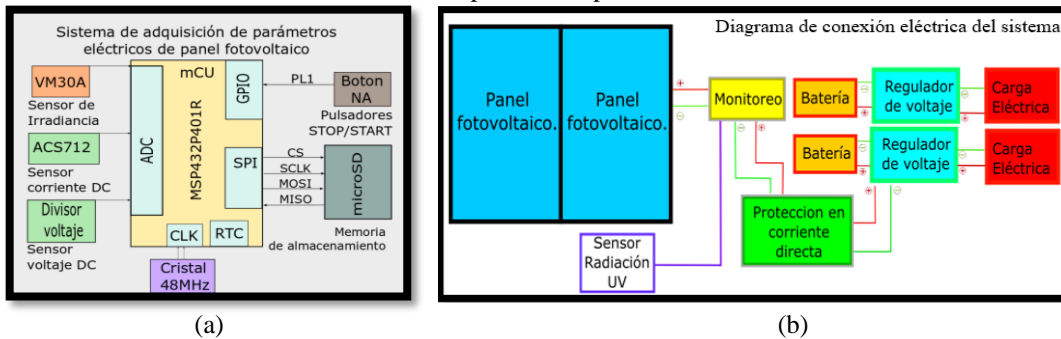 Sistema de adquisición de parámetros
eléctricos de panel fotovoltaico
VM30A
Sensor de
Irradiancia
ACS712
Sensor
corriente DC
Divisor
voltaje
Sensor
voltaje DC
ADC
mCU
MSP432P401R
GPIO
SPI
CLK
RTC
Cristal
48MHz
PL1
Boton
NA
Pulsadores
STOP/START
CS
SCLK
MOSI
MISO
microSD
Memoria
de almacenamiento
(a)
Diagrama de conexión eléctrica del sistema
Panel
fotovoltaico.
Panel
fotovoltaico.
Monitoreo
Batería
Regulador
de voltaje
Carga
Eléctrica
Batería
Regulador
de voltaje
Carga
Eléctrica
Proteccion en
corriente
directa
Sensor
Radiación
UV
(b)